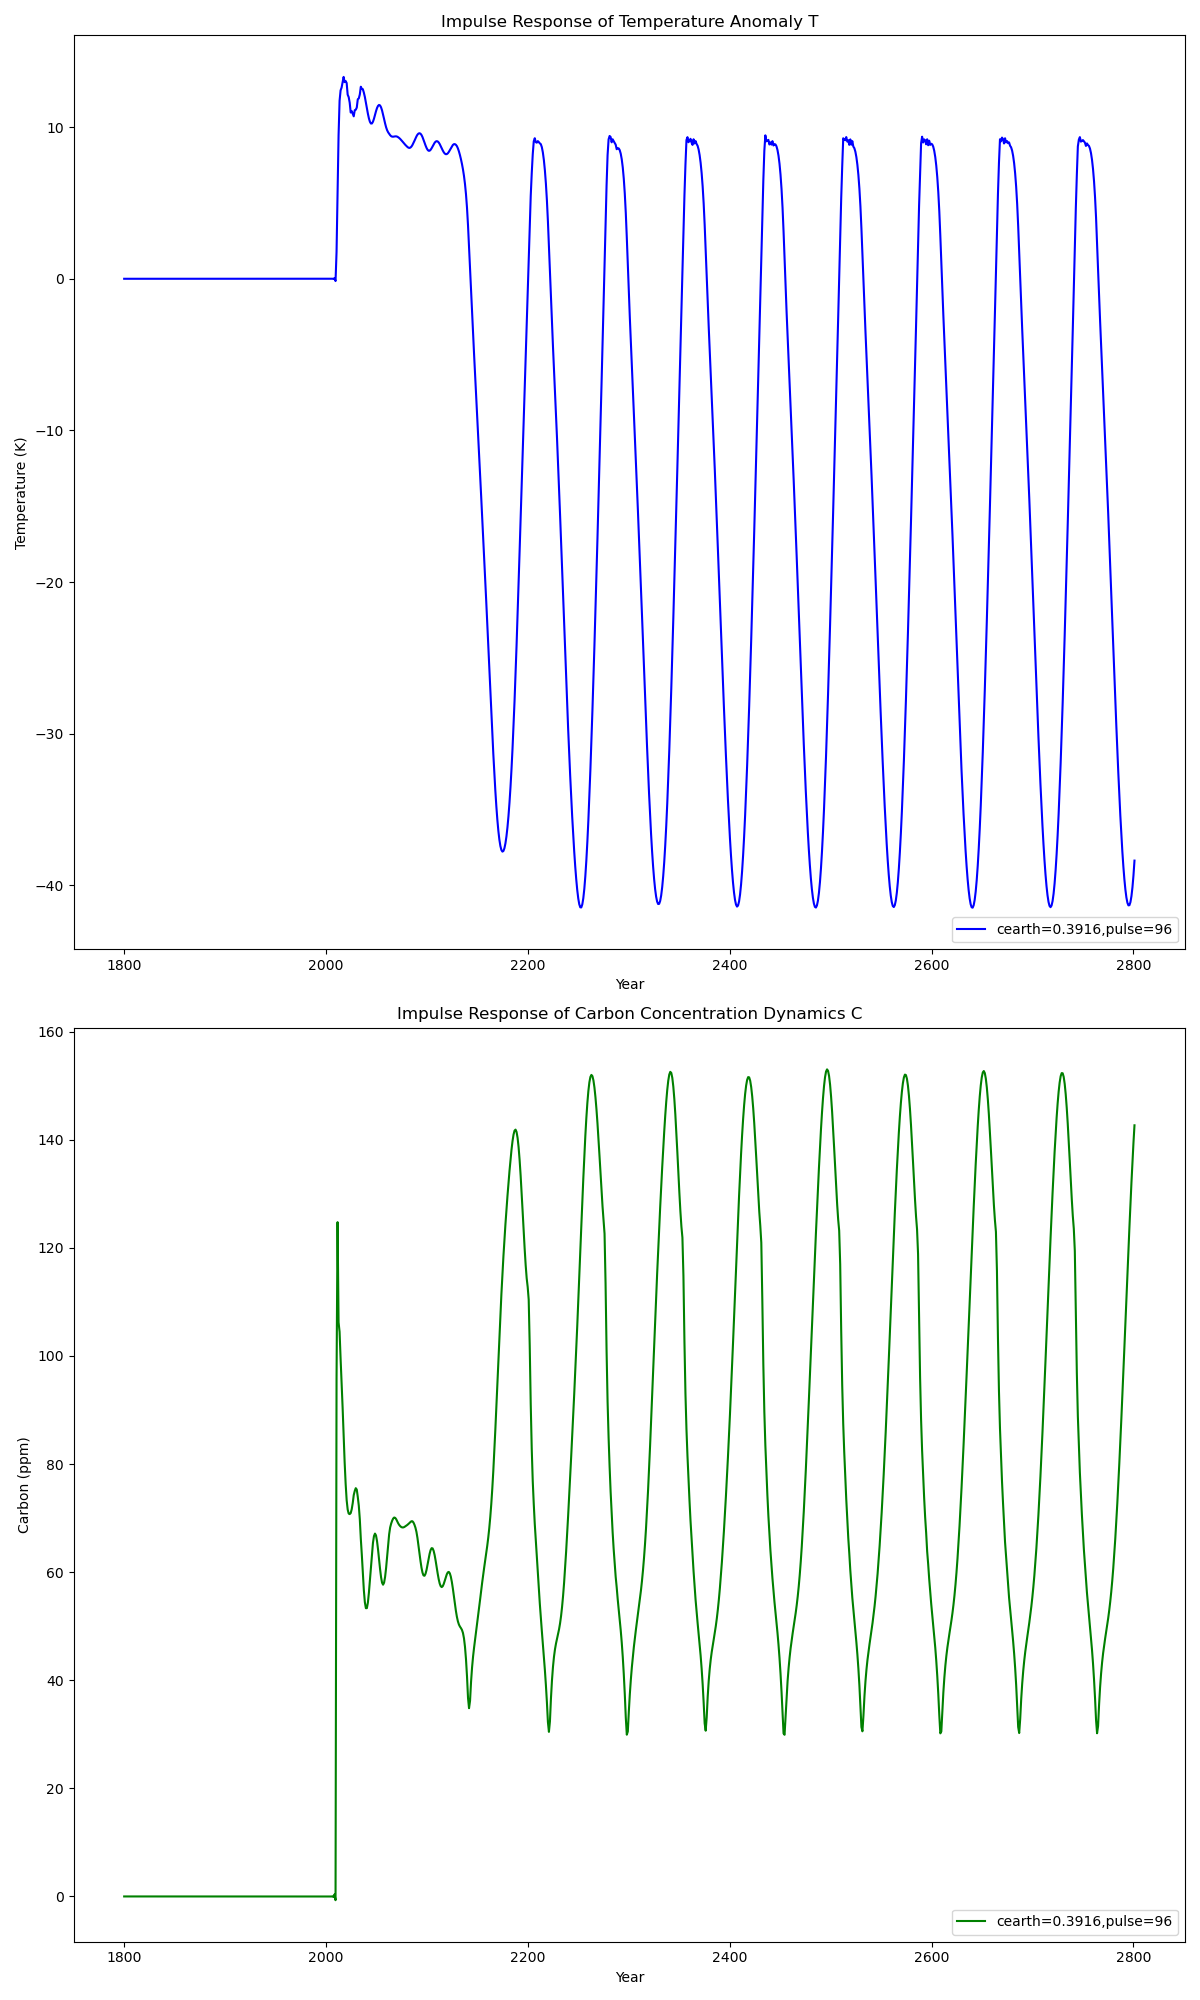 Impulse Response of Temperature Anomaly T
10
0
−10
−20
−30
−40
Temperature (K)
cearth=0.3916,pulse=96
1800 2000 2200 2400 2600 2800
Year
Impulse Response of Carbon Concentration Dynamics C
160
140
120
100
80
60
40
20
0
Carbon (ppm)
cearth=0.3916,pulse=96
1800 2000 2200 2400 2600 2800
Year